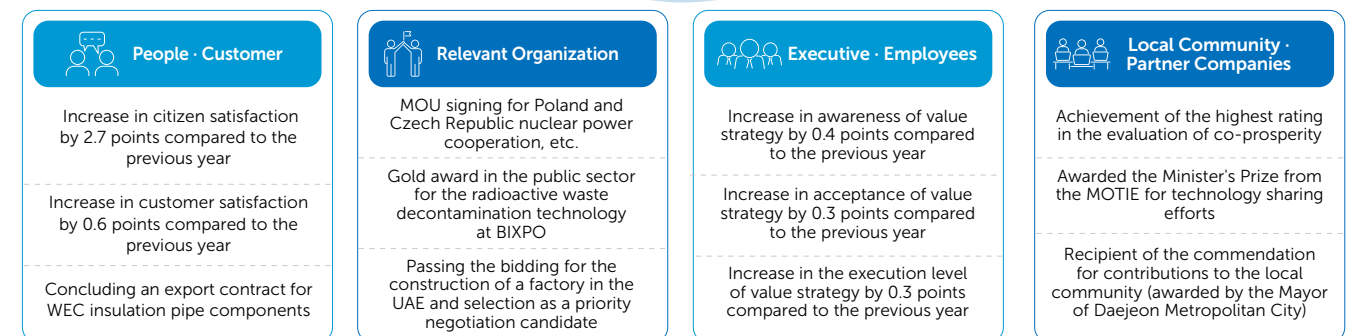 People · Customer
Increase in citizen satisfaction
by 2.7 points compared to the
previous year
Increase in customer satisfaction
by 0.6 points compared to the
previous year
Concluding an export contract for
WEC insulation pipe components
Relevant Organization
MOU signing for Poland and
Czech Republic nuclear power
cooperation, etc.
Gold award in the public sector
for the radioactive waste
decontamination technology
at BIXPO
Passing the bidding for the
construction of a factory in the
UAE and selection as a priority
negotiation candidate
Executive · Employees
Increase in awareness of value
strategy by 0.4 points compared
to the previous year
Increase in acceptance of value
strategy by 0.3 points compared
to the previous year
Increase in the execution level
of value strategy by 0.3 points
compared to the previous year
Local Community ·
Partner Companies
Achievement of the highest rating
in the evaluation of co-prosperity
Awarded the Minister's Prize from
the MOTIE for technology sharing
efforts
Recipient of the commendation
for contributions to the local
community (awarded by the Mayor
of Daejeon Metropolitan City)